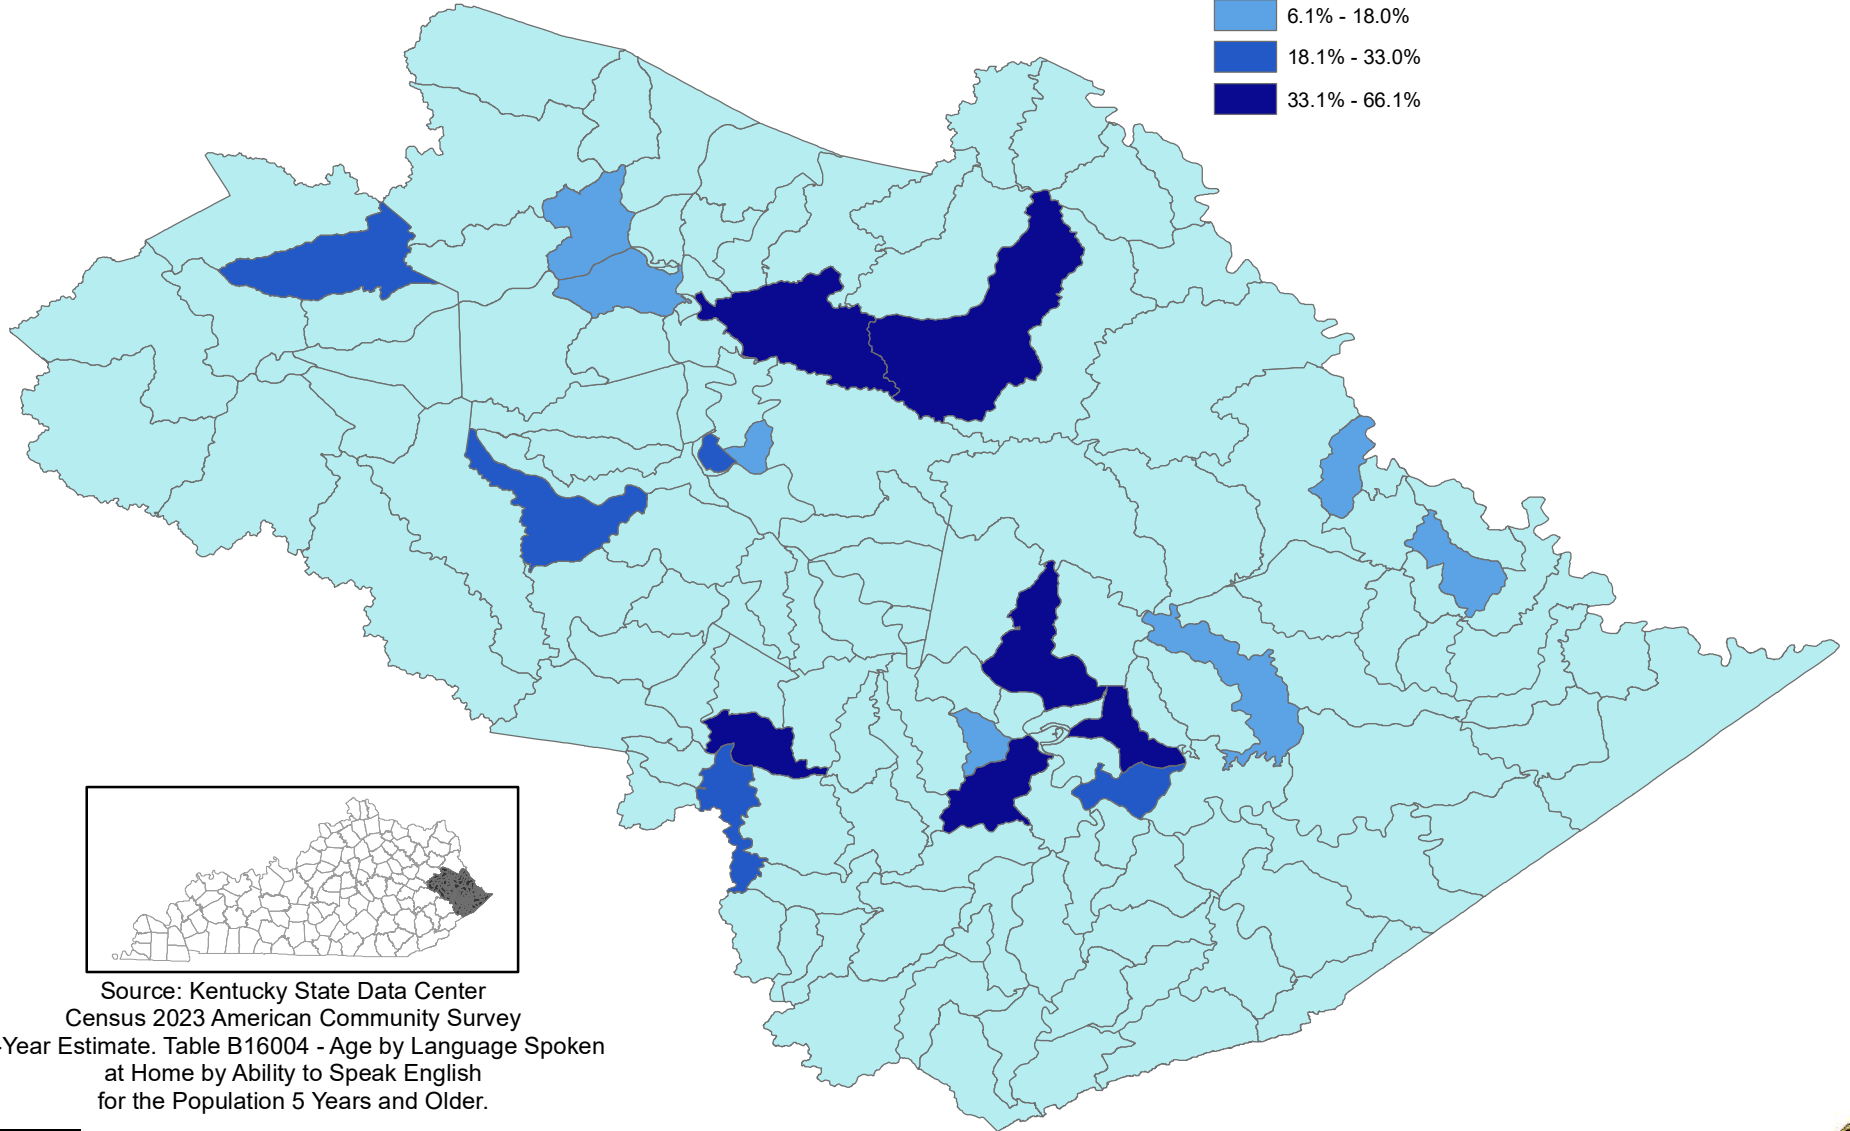 6.1% - 18.0%
18.1% - 33.0%
33.1% - 66.1%
Source: Kentucky State Data Center
Census 2023 American Community Survey
-Year Estimate. Table B16004 - Age by Language Spoken
at Home by Ability to Speak English
for the Population 5 Years and Older.